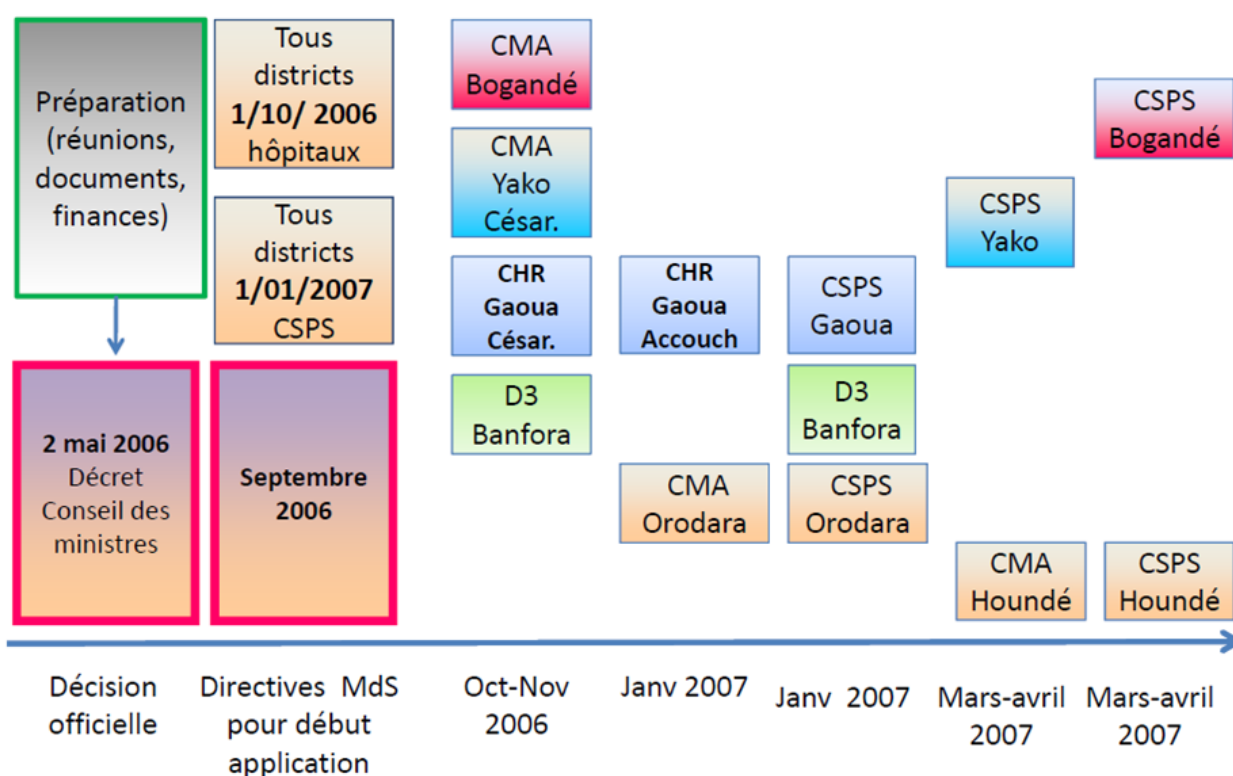 Préparation
(réunions,
documents,
finances)
2 mai 2006
Décret
Conseil des
ministres
Tous
districts
1/10/ 2006
hôpitaux
Tous
districts
1/01/2007
CSPS
Septembre
2006
CMA
Bogandé
CMA
Yako
César.
CHR
Gaoua
César.
D3
Banfora
CHR
Gaoua
Accouch
CMA
Orodara
CSPS
Gaoua
D3
Banfora
CSPS
Orodara
CSPS
Yako
CMA
Houndé
CSPS
Bogandé
CSPS
Houndé
Décision
officielle
Directives MdS
pour début
application
Oct-Nov
2006
Janv 2007
Janv 2007
Mars-avril
2007
Mars-avril
2007